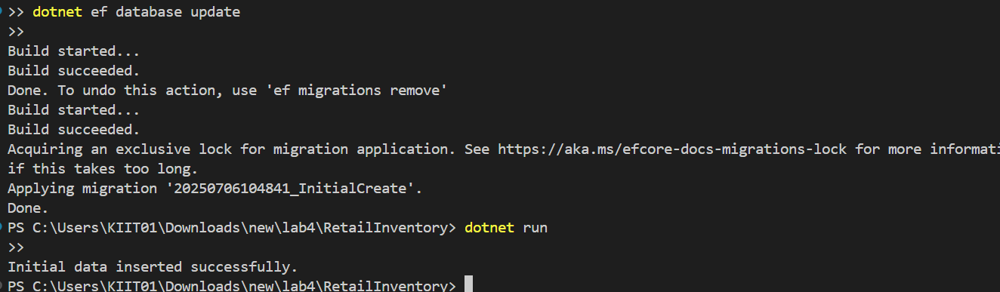 >> dotnet ef database update
>>
Build started...
Build succeeded.
Done. To undo this action, use 'ef migrations remove'
Build started...
Build succeeded.
Acquiring an exclusive lock for migration application. See https://aka.ms/efcore-docs-migrations-lock for more informati
if this takes too long.
Applying migration '20250706104841_InitialCreate'.
Done.
PS C:\Users\KIIT01\Downloads\new\lab4\RetailInventory> dotnet run
>>
Initial data inserted successfully.
PS C:\Users\KIIT01\Downloads\new\lab4\RetailInventory>